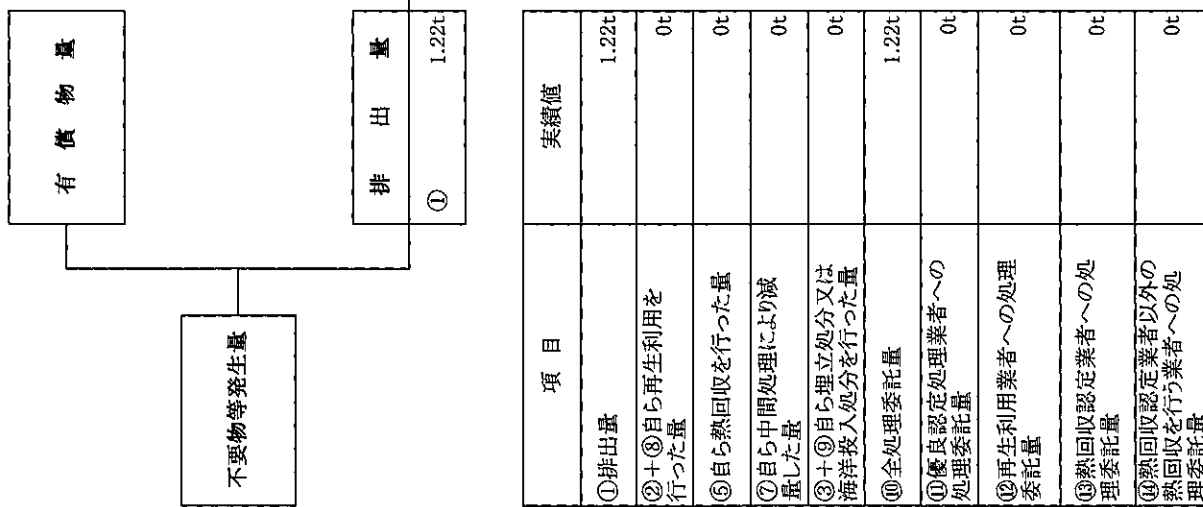 有償物量
不要物等発生量
排出量
① 1.22t
項目 実績値
①排出量 1.22t
②+⑧自ら再生利用を
行った量 0t
⑤自ら熱回収を行った量 0t
⑦自ら中間処理により減
量した量 0t
③+⑨自ら埋立処分又は
海洋投入処分を行った量 0t
⑩全処理委託量 1.22t
⑪優良認定処理業者への
処理委託量 0t
⑫再生利用業者への処理
委託量 0t
⑬熱回収認定業者への処
理委託量 0t
⑭熱回収認定業者以外の
熱回収を行う業者への処
理委託量 0t